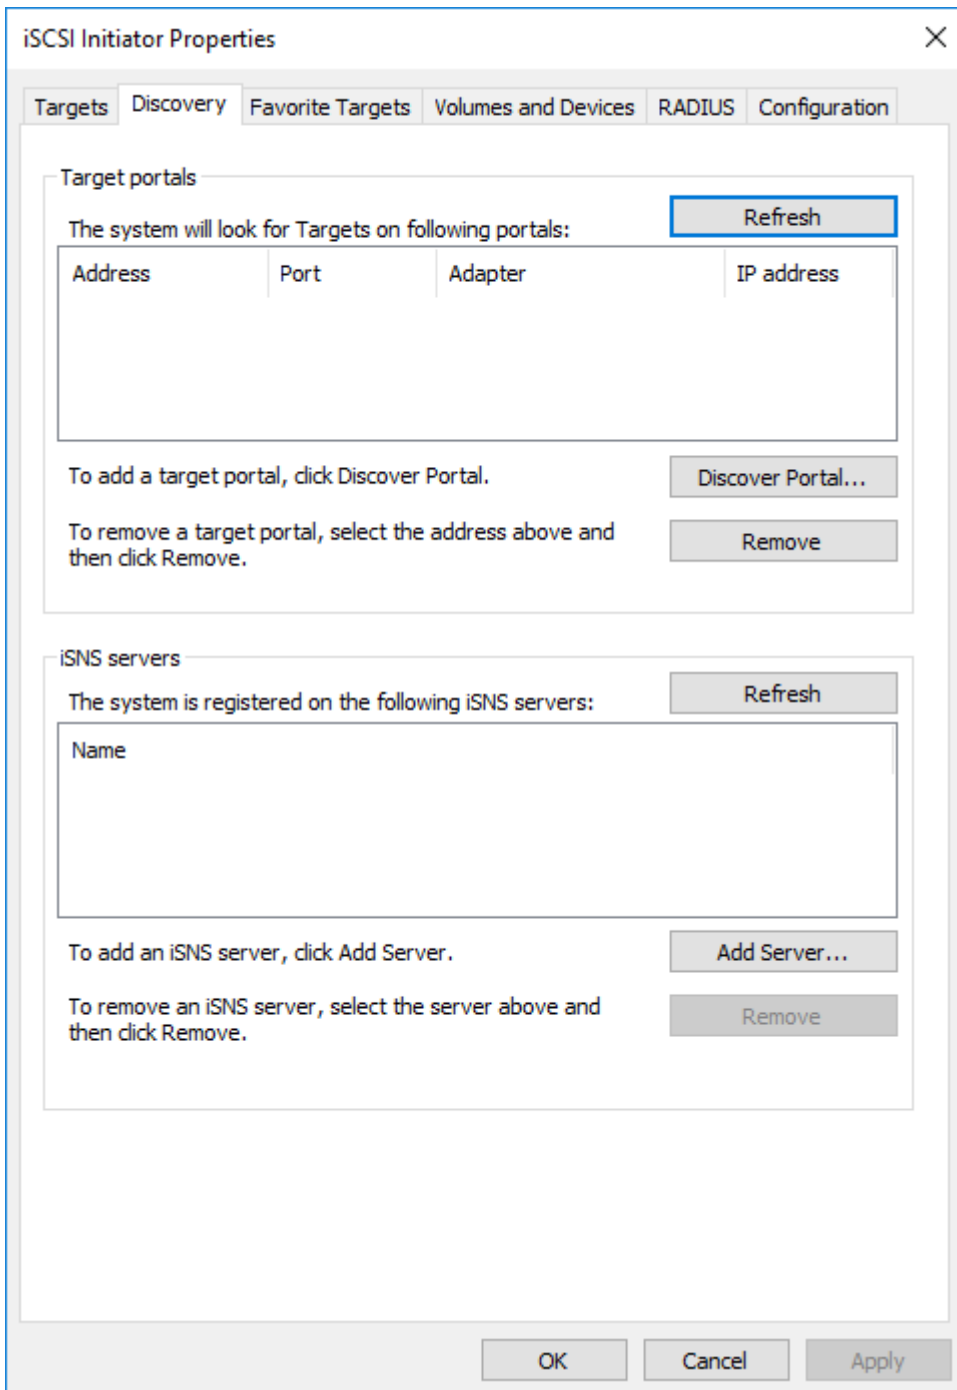 iSCSI Initiator Properties
Targets Discovery Favorite Targets Volumes and Devices RADIUS Configuration
Target portals
The system will look for Targets on following portals:
Refresh
Address Port Adapter IP address
To add a target portal, click Discover Portal.
Discover Portal...
To remove a target portal, select the address above and
then click Remove.
Remove
iSNS servers
The system is registered on the following iSNS servers:
Refresh
Name
To add an iSNS server, click Add Server.
Add Server...
To remove an iSNS server, select the server above and
then click Remove.
Remove
OK Cancel Apply